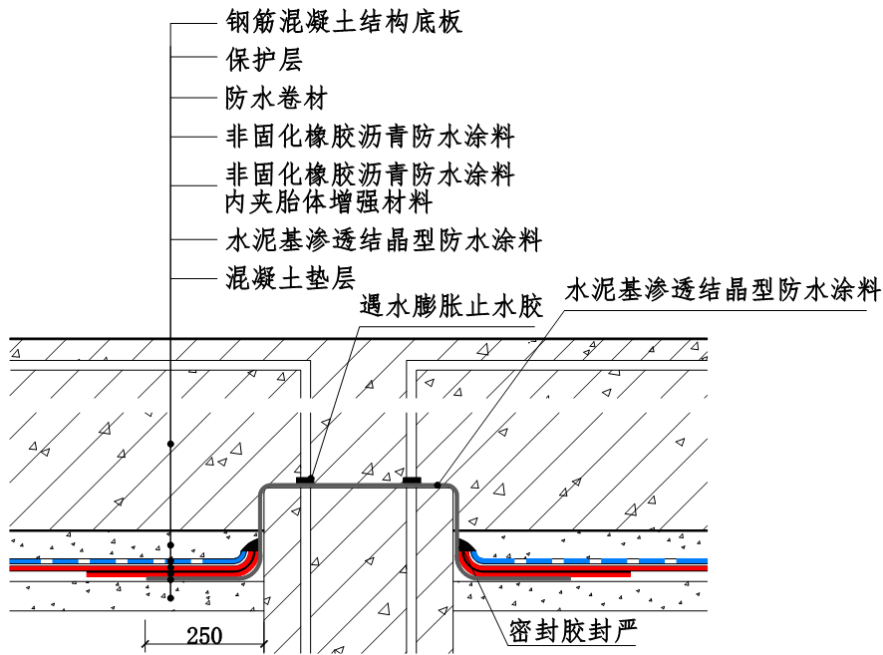 钢筋混凝土结构底板
保护层
防水卷材
非固化橡胶沥青防水涂料
非固化橡胶沥青防水涂料
内夹胎体增强材料
水泥基渗透结晶型防水涂料
混凝土垫层
遇水膨胀止水胶
水泥基渗透结晶型防水涂料
密封胶封严
250